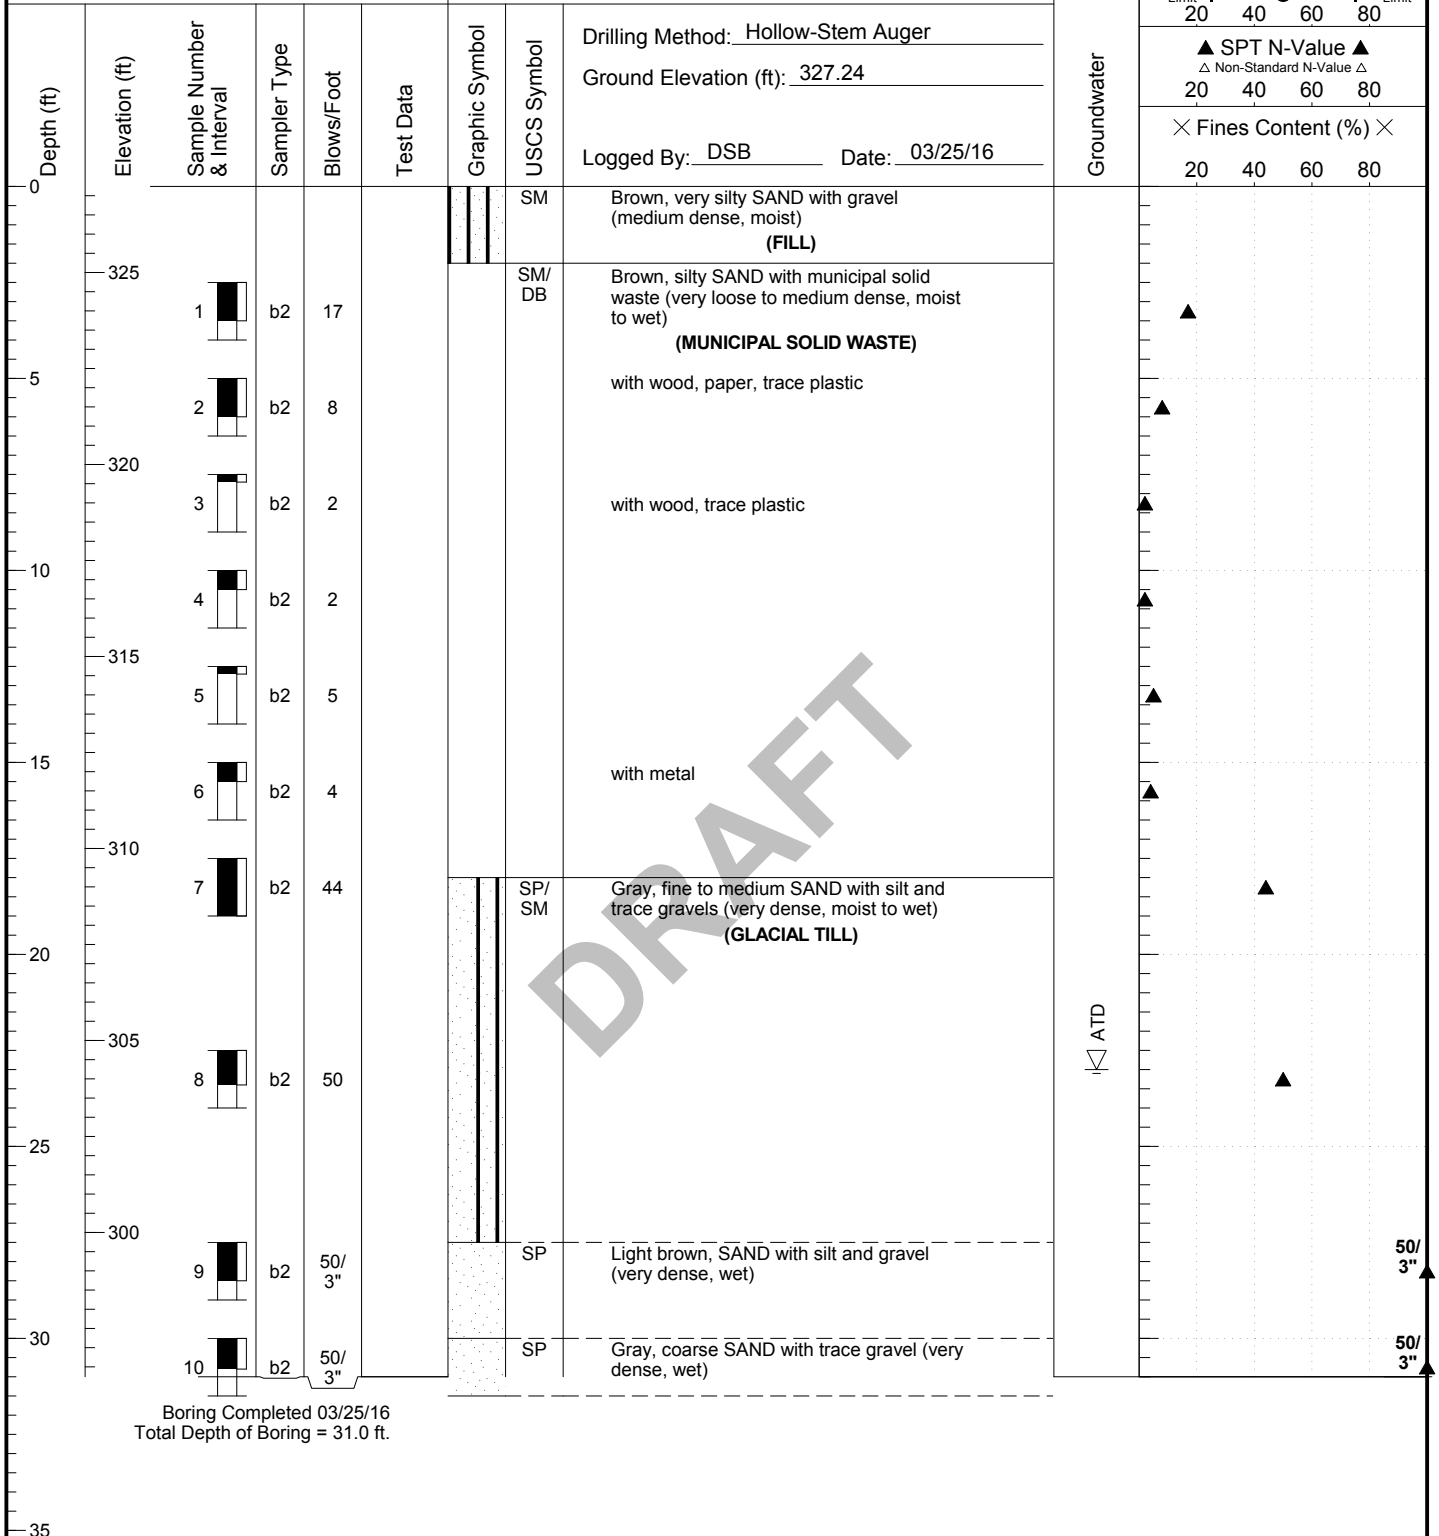 Limit Limit
20 40 60 80
Depth (ft)
Elevation (ft)
Sample Number
& Interval
Sampler Type
Blows/Foot
Test Data
Graphic Symbol
USCS Symbol
Drilling Method: Hollow-Stem Auger
Ground Elevation (ft): 327.24
Logged By: DSB Date: 03/25/16
Groundwater
▲ SPT N-Value ▲
△ Non-Standard N-Value △
20 40 60 80
× Fines Content (%) ×
20 40 60 80
0
SM
Brown, very silty SAND with gravel
(medium dense, moist)
(FILL)
325
SM/
DB
Brown, silty SAND with municipal solid
waste (very loose to medium dense, moist
to wet)
(MUNICIPAL SOLID WASTE)
1 b2 17
5
with wood, paper, trace plastic
2 b2 8
320
3 b2 2
with wood, trace plastic
10
4 b2 2
315
5 b2 5
15
with metal
6 b2 4
310
7 b2 44
SP/
SM
Gray, fine to medium SAND with silt and
trace gravels (very dense, moist to wet)
(GLACIAL TILL)
DRAFT
20
305
ATD
8 b2 50
25
300
9 b2 50/
3"
SP
Light brown, SAND with silt and gravel
(very dense, wet)
50/
3"
30
10 b2 50/
3"
SP
Gray, coarse SAND with trace gravel (very
dense, wet)
50/
3"
Boring Completed 03/25/16
Total Depth of Boring = 31.0 ft.
35